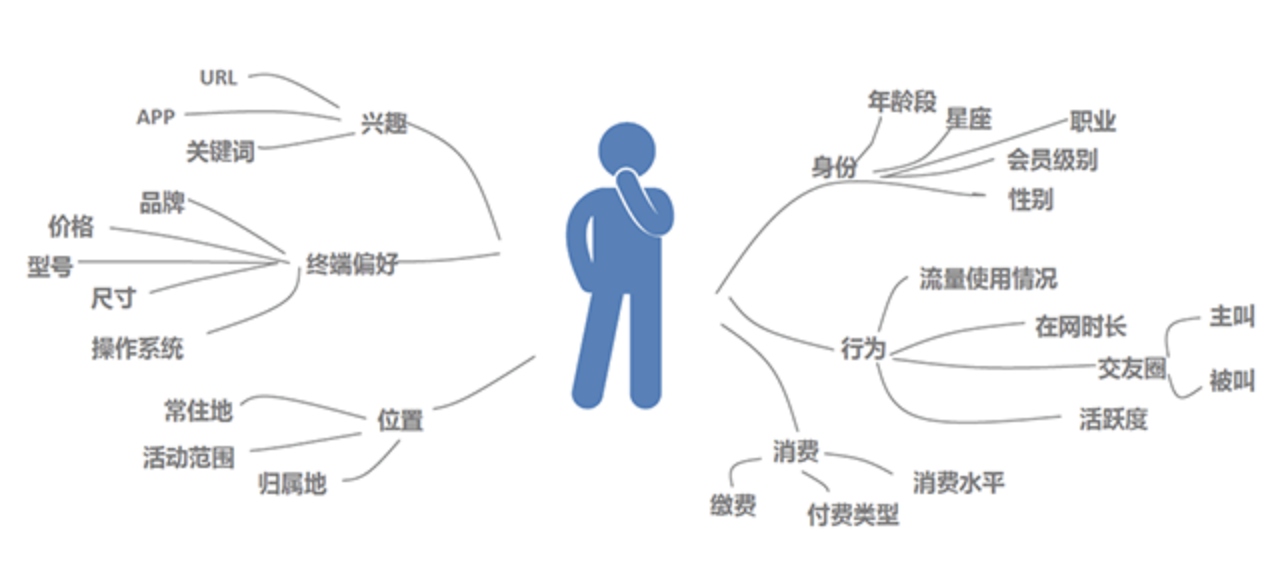 URL
APP
关键词
兴趣
品牌
价格
型号
尺寸
操作系统
终端偏好
常住地
活动范围
归属地
位置
年龄段
星座
职业
会员级别
性别
身份
流量使用情况
在网时长
交友圈
主叫
被叫
活跃度
行为
消费
缴费
付费类型
消费水平